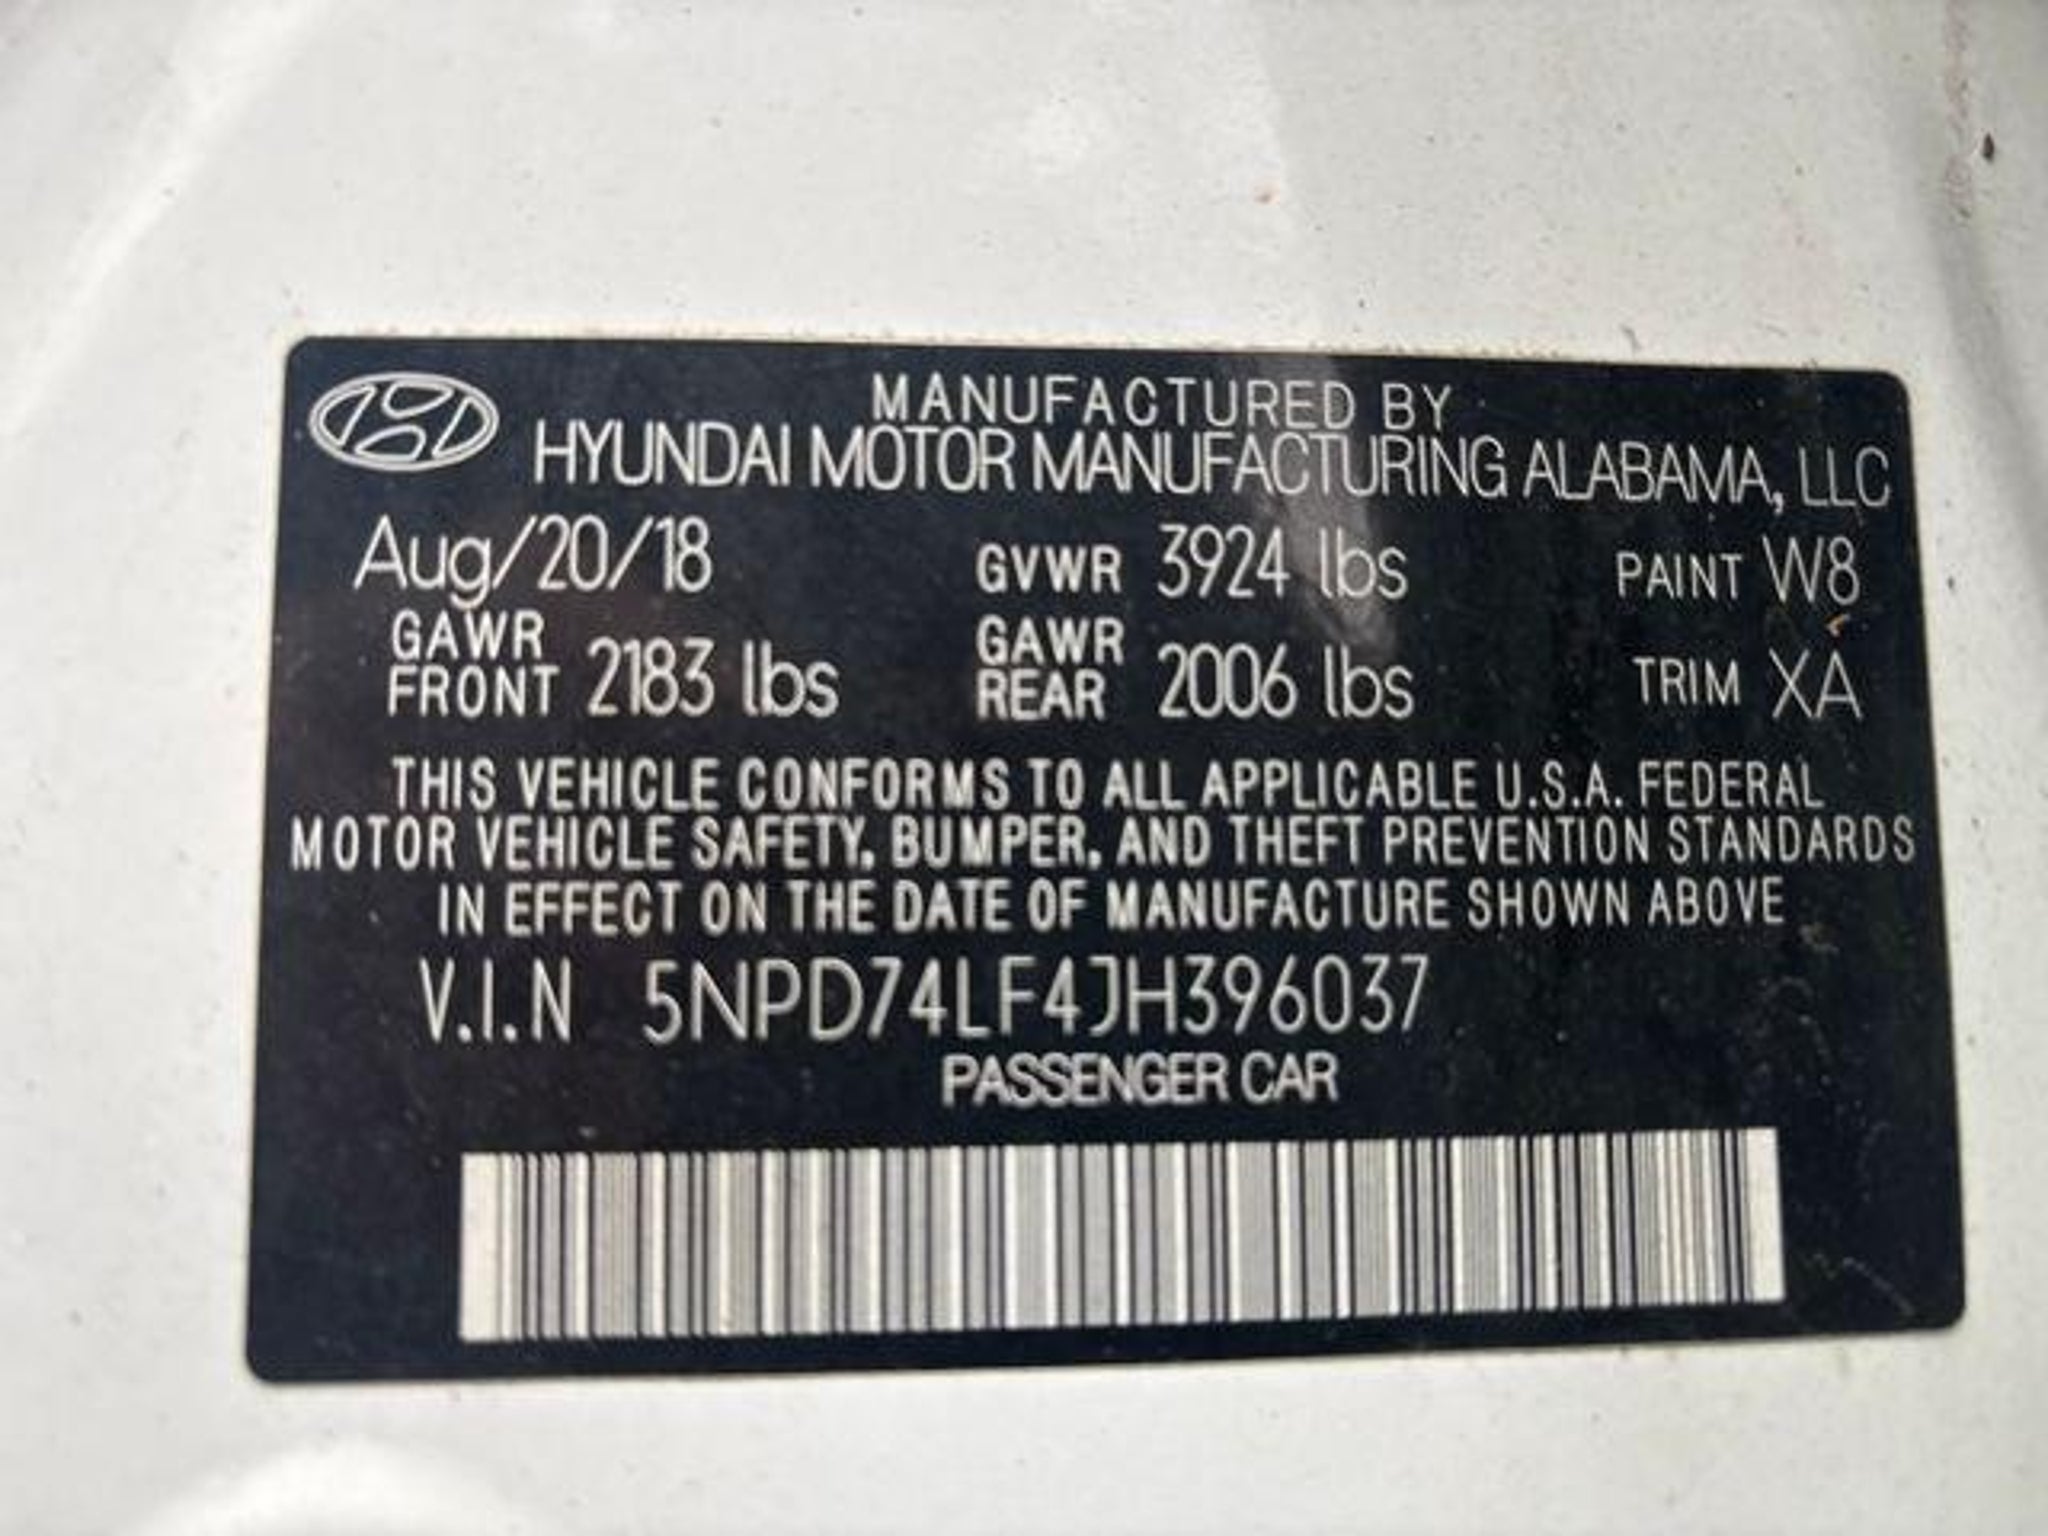 MANUFACTURED BY
HYUNDAI MOTOR MANUFACTURING ALABAMA, LLC
Aug/20/18 GVWR 3924 lbs PAINT W8
GAWR FRONT 2183 lbs GAWR REAR 2006 lbs TRIM XA
THIS VEHICLE CONFORMS TO ALL APPLICABLE U.S.A. FEDERAL
MOTOR VEHICLE SAFETY, BUMPER, AND THEFT PREVENTION STANDARDS
IN EFFECT ON THE DATE OF MANUFACTURE SHOWN ABOVE
V.I.N 5NPD74LF4JH396037
PASSENGER CAR